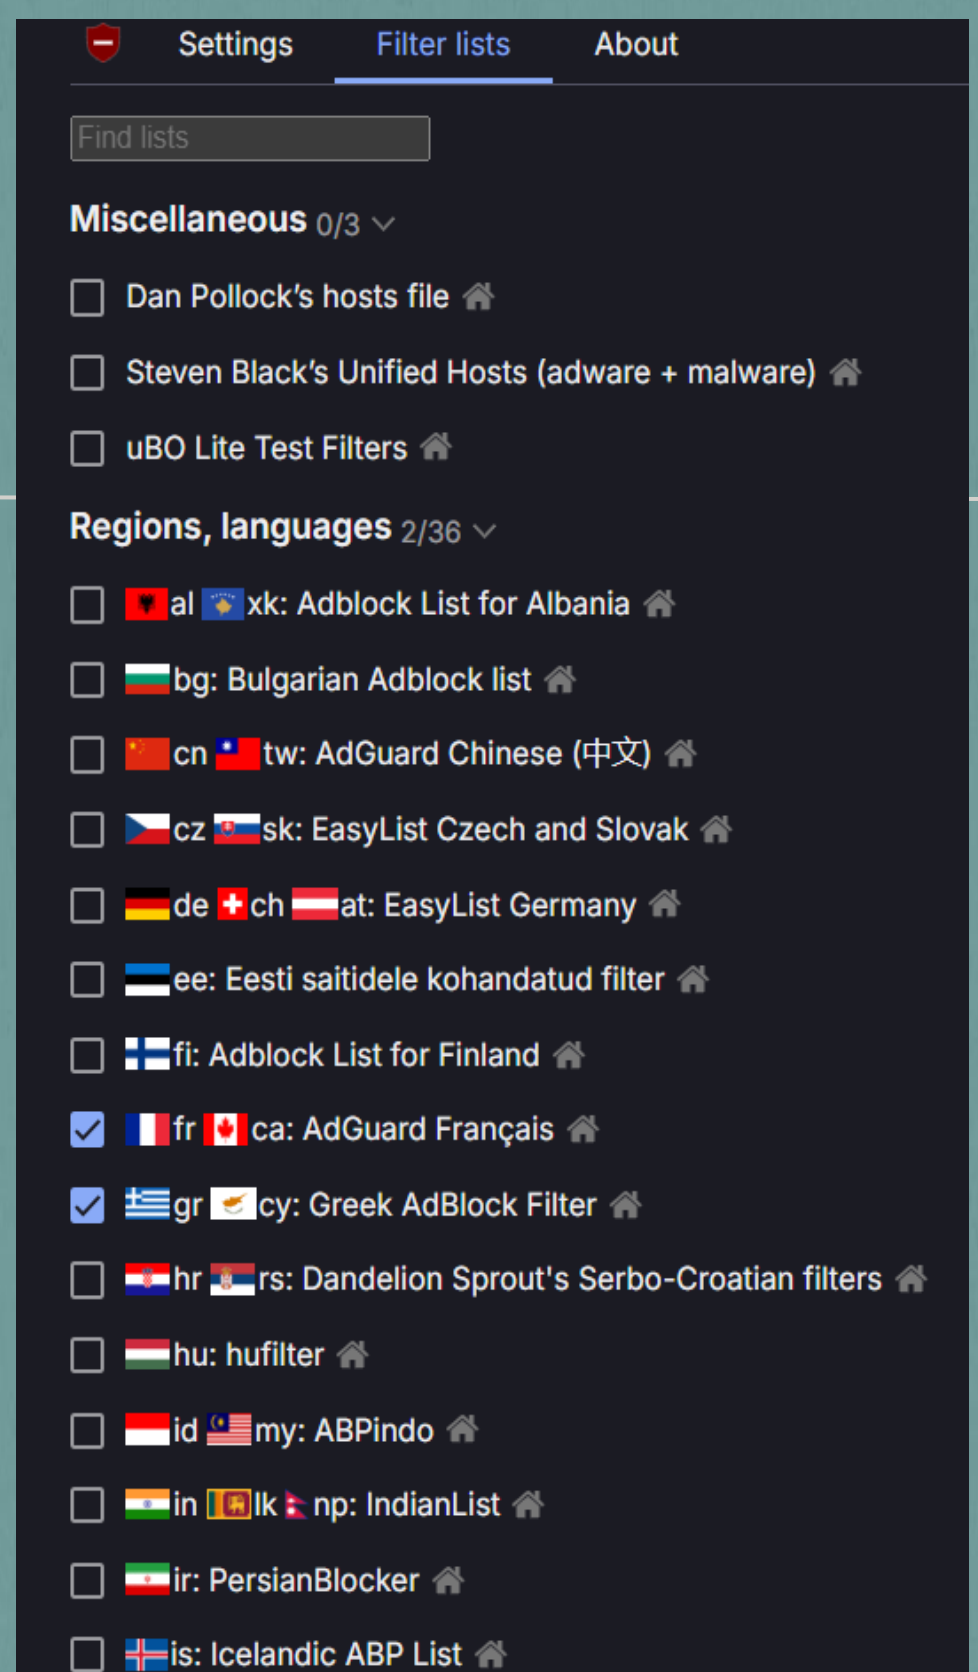 Settings Filter lists About
Find lists
Miscellaneous 0/3
Dan Pollock’s hosts file
Steven Black’s Unified Hosts (adware + malware)
uBO Lite Test Filters
Regions, languages 2/36
al xk: Adblock List for Albania
bg: Bulgarian Adblock list
cn tw: AdGuard Chinese (中文)
cz sk: EasyList Czech and Slovak
de ch at: EasyList Germany
ee: Eesti saitidele kohandatud filter
fi: Adblock List for Finland
fr ca: AdGuard Français
gr cy: Greek AdBlock Filter
hr rs: Dandelion Sprout's Serbo-Croatian filters
hu: hufilter
id my: ABPindo
in lk np: IndianList
ir: PersianBlocker
is: Icelandic ABP List